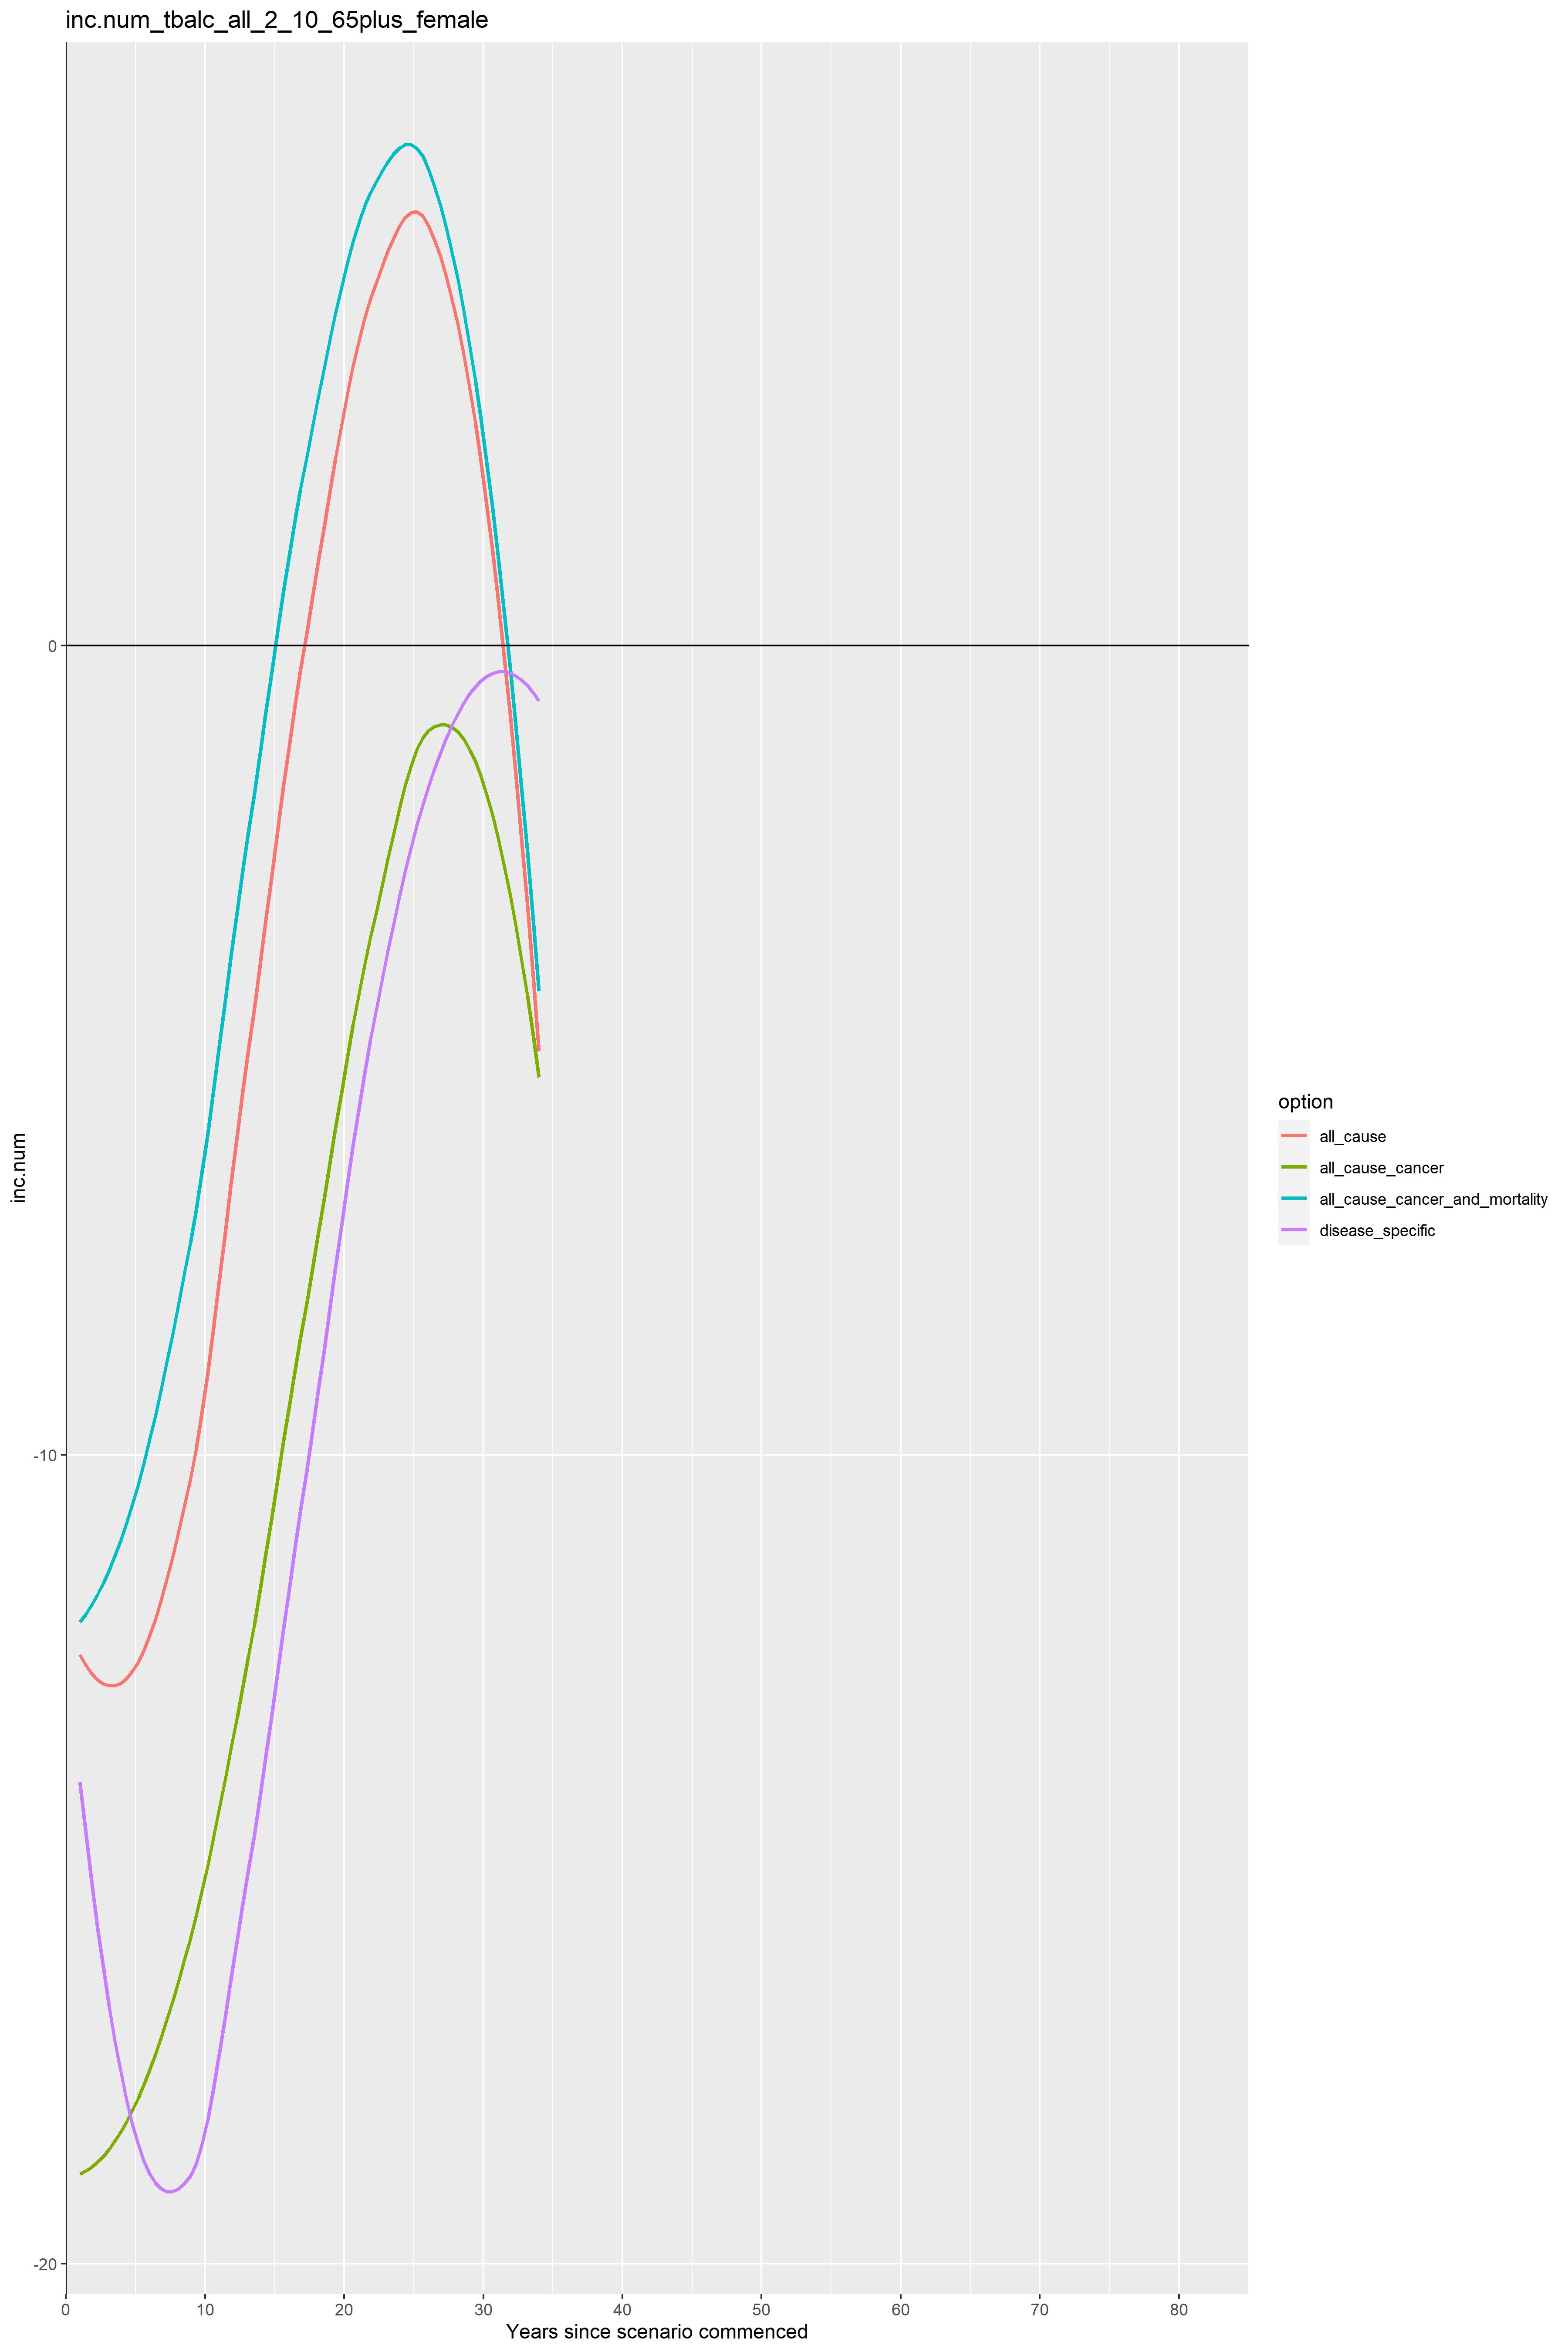 inc.num_tbalc_all_2_10_65plus_female
inc.num
0
-10
-20
0 10 20 30 40 50 60 70 80
Years since scenario commenced
option
all_cause
all_cause_cancer
all_cause_cancer_and_mortality
disease_specific